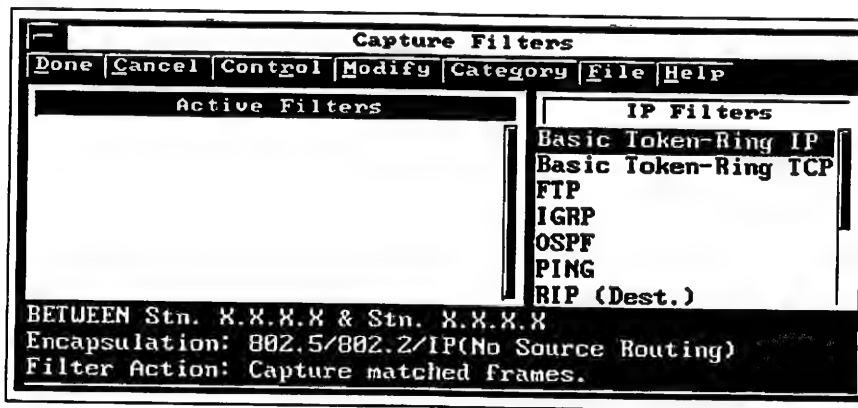 Capture Filters
Done Cancel Control Modify Category File Help
Active Filters
IP Filters
Basic Token-Ring IP
Basic Token-Ring TCP
FTP
IGRP
OSPF
PING
RIP (Dest.)
BETWEEN Stn. X.X.X.X & Stn. X.X.X.X
Encapsulation: 802.5/802.2/IP(No Source Routing)
Filter Action: Capture matched frames.